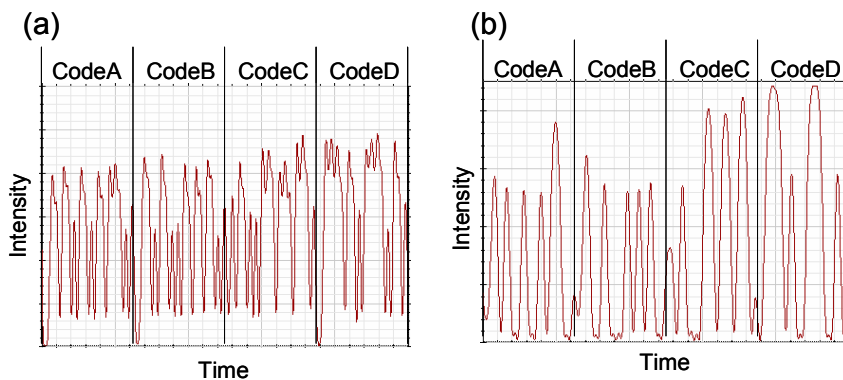 (a)
CodeA CodeB CodeC CodeD
Intensity
Time
(b)
CodeA CodeB CodeC CodeD
Intensity
Time